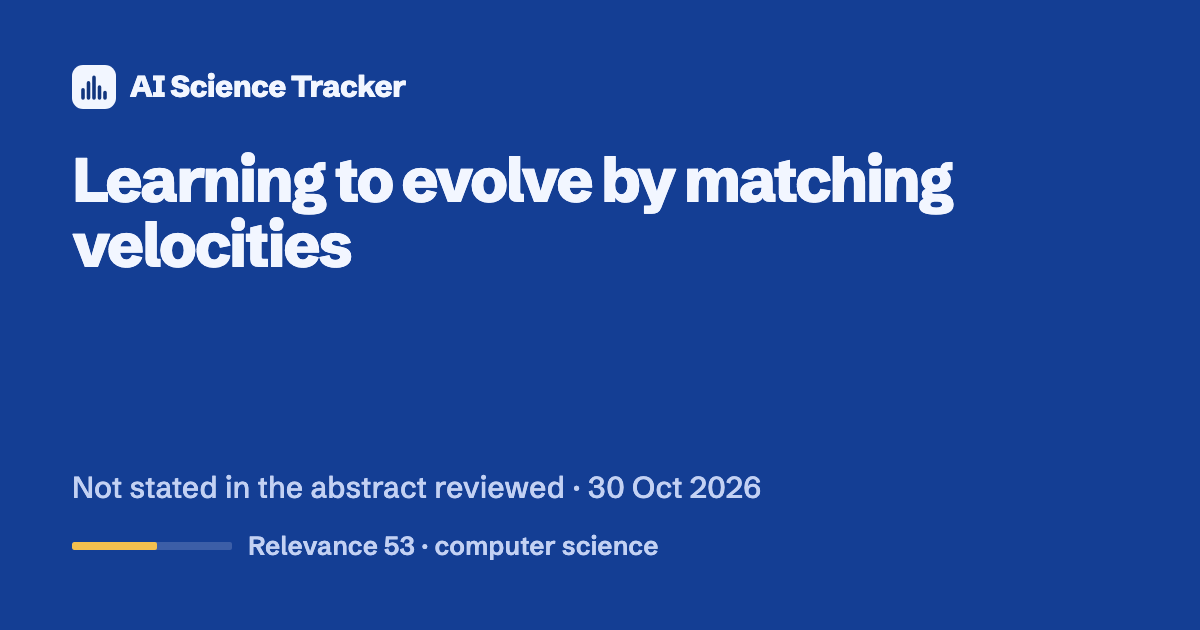 AI Science Tracker
Learning to evolve by matching
velocities
Not stated in the abstract reviewed · 30 Oct 2026
Relevance 53 · computer science